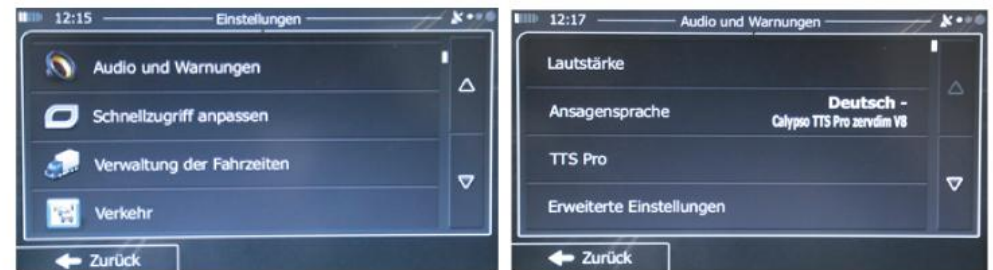 12:15 Einstellungen
Audio und Warnungen
Schnellzugriff anpassen
Verwaltung der Fahrzeiten
Verkehr
Zurück
12:17 Audio und Warnungen
Lautstärke
Ansagensprache Deutsch -
Calypso TTS Pro zervdim V8
TTS Pro
Erweiterte Einstellungen
Zurück